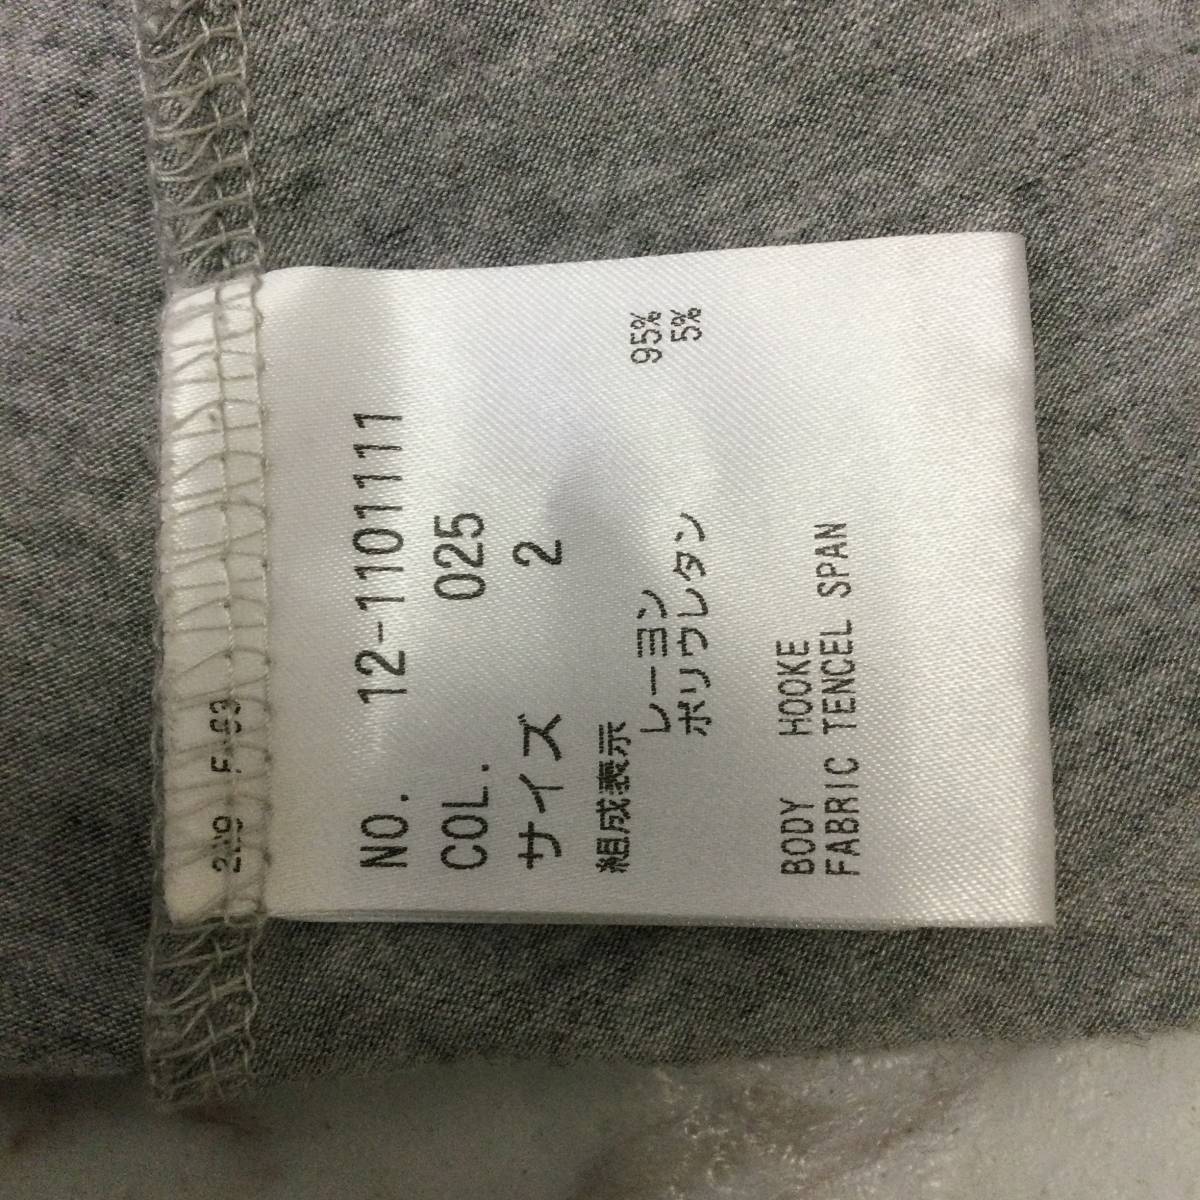 NO. 12-1101111
COL. 025
サイズ 2
組成表示
レーヨン 95%
ポリウレタン 5%
BODY HOOKE
FABRIC TENCEL SPAN